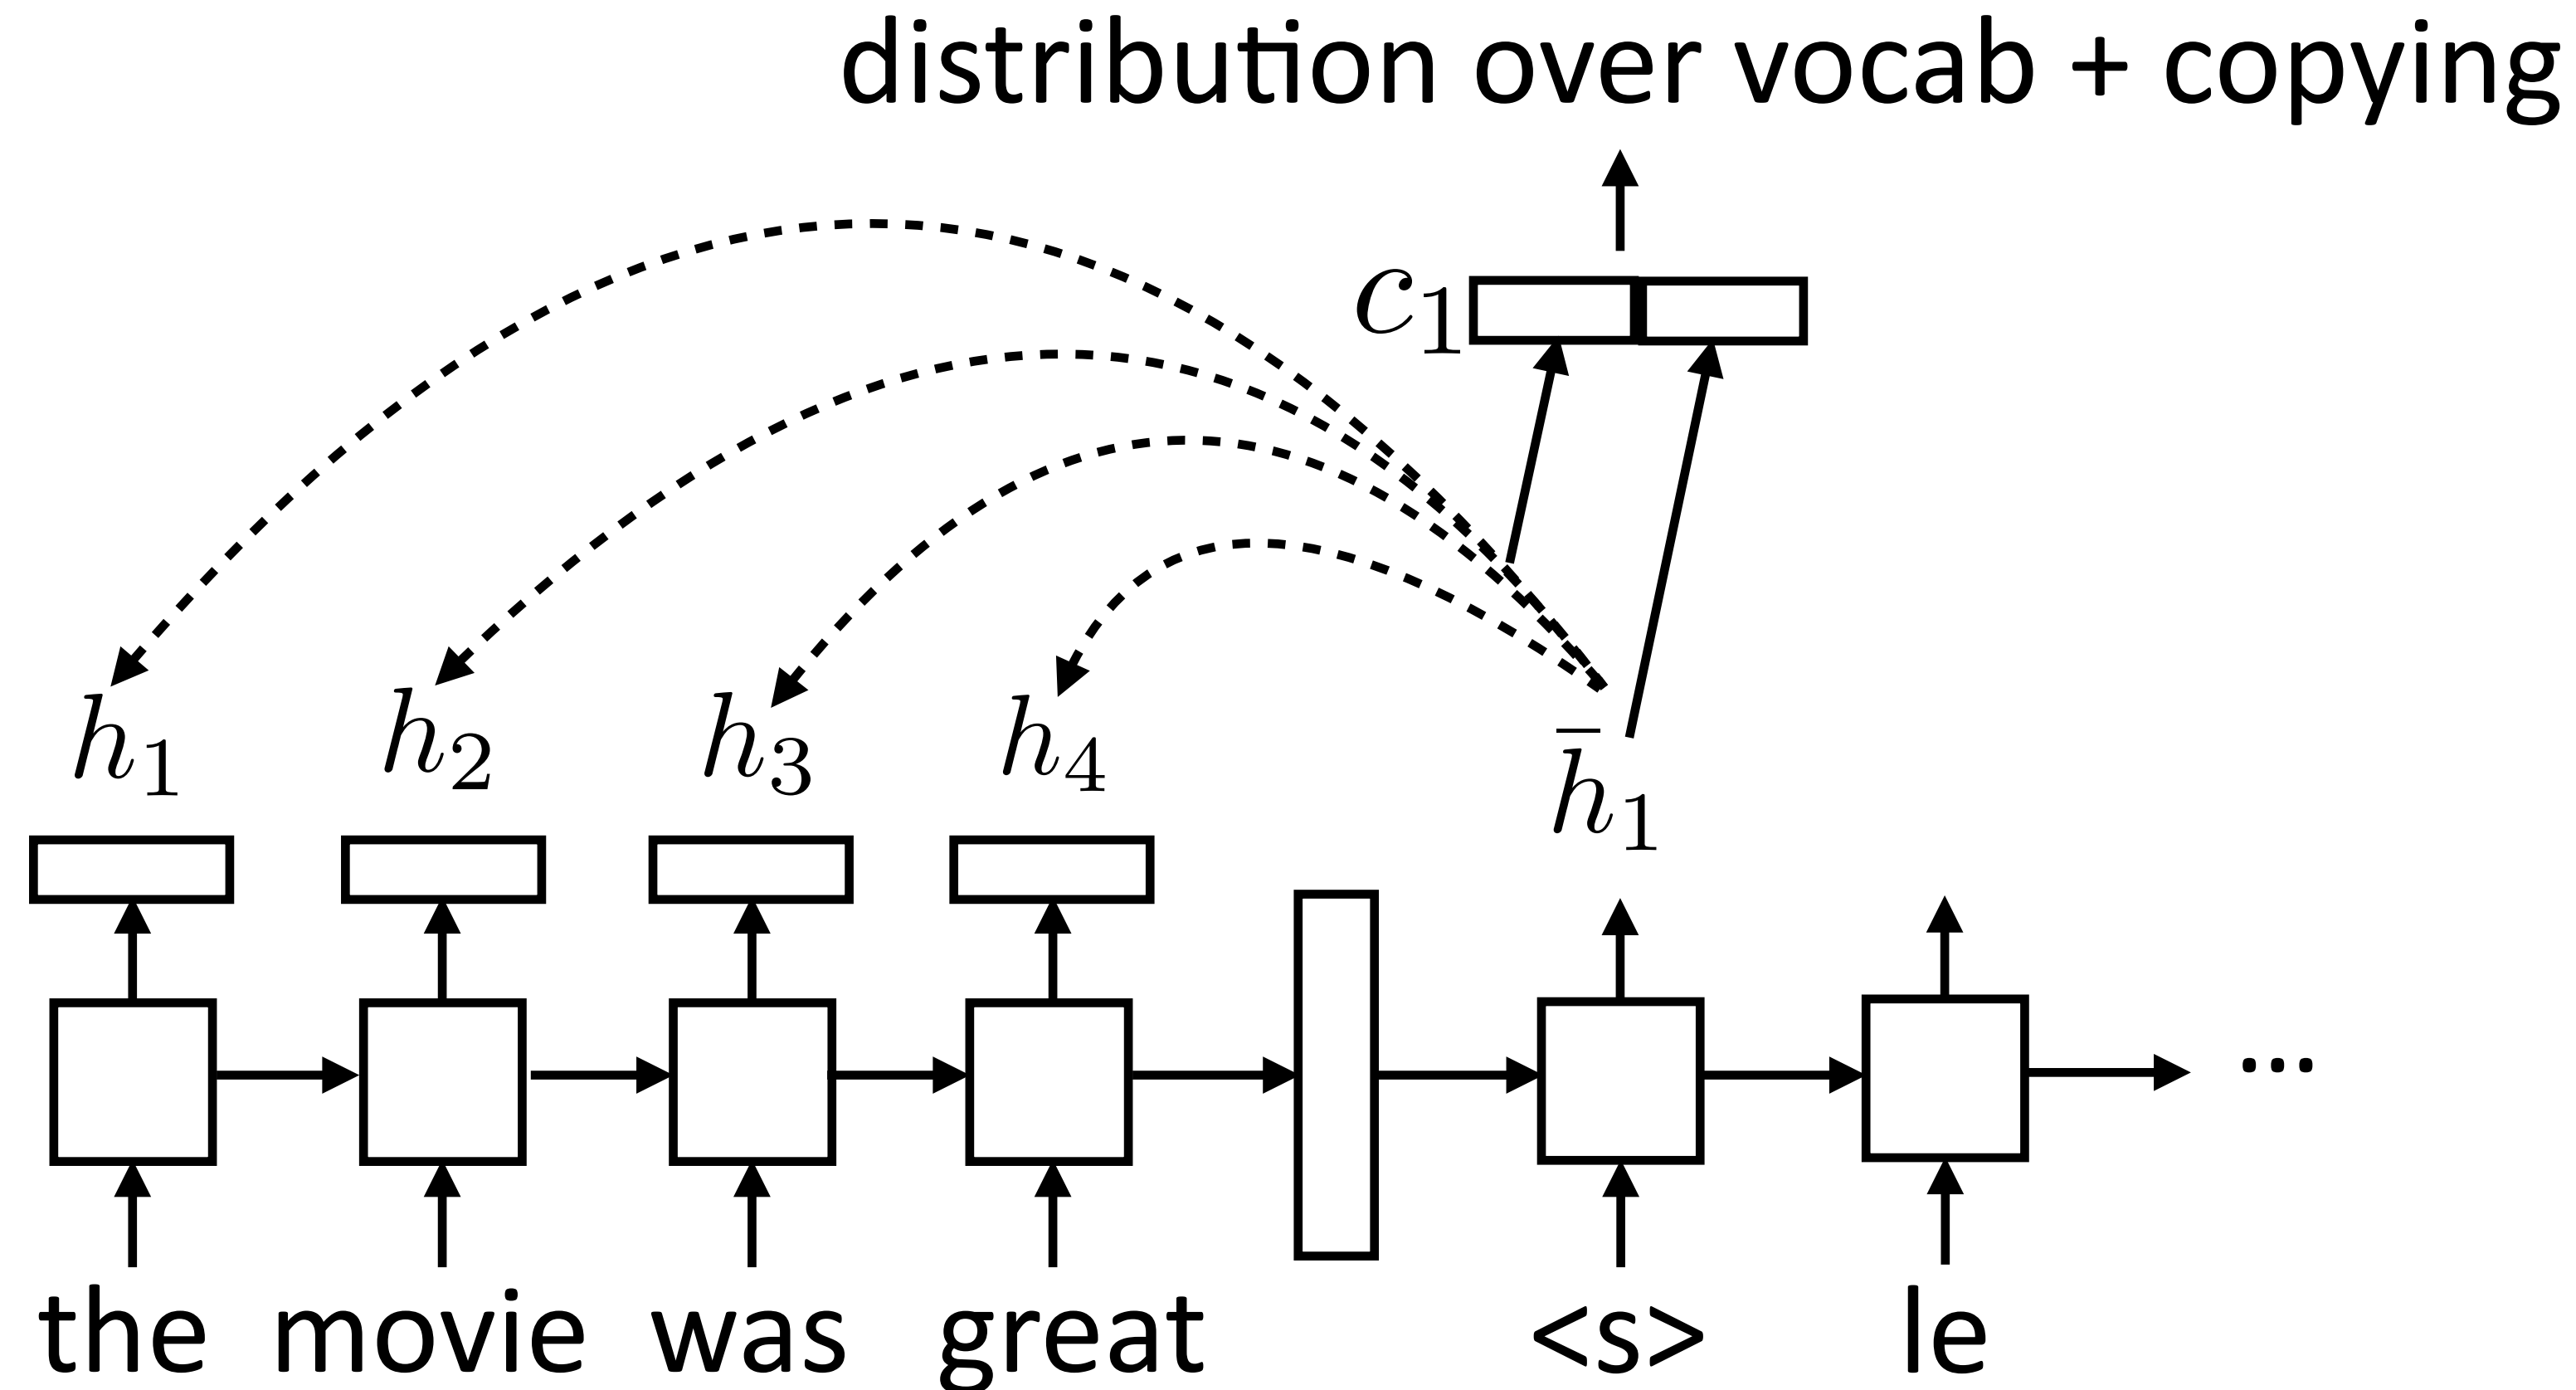 distribution over vocab + copying
c₁
h₁ h₂ h₃ h₄ h̄₁
...
the movie was great <s> le